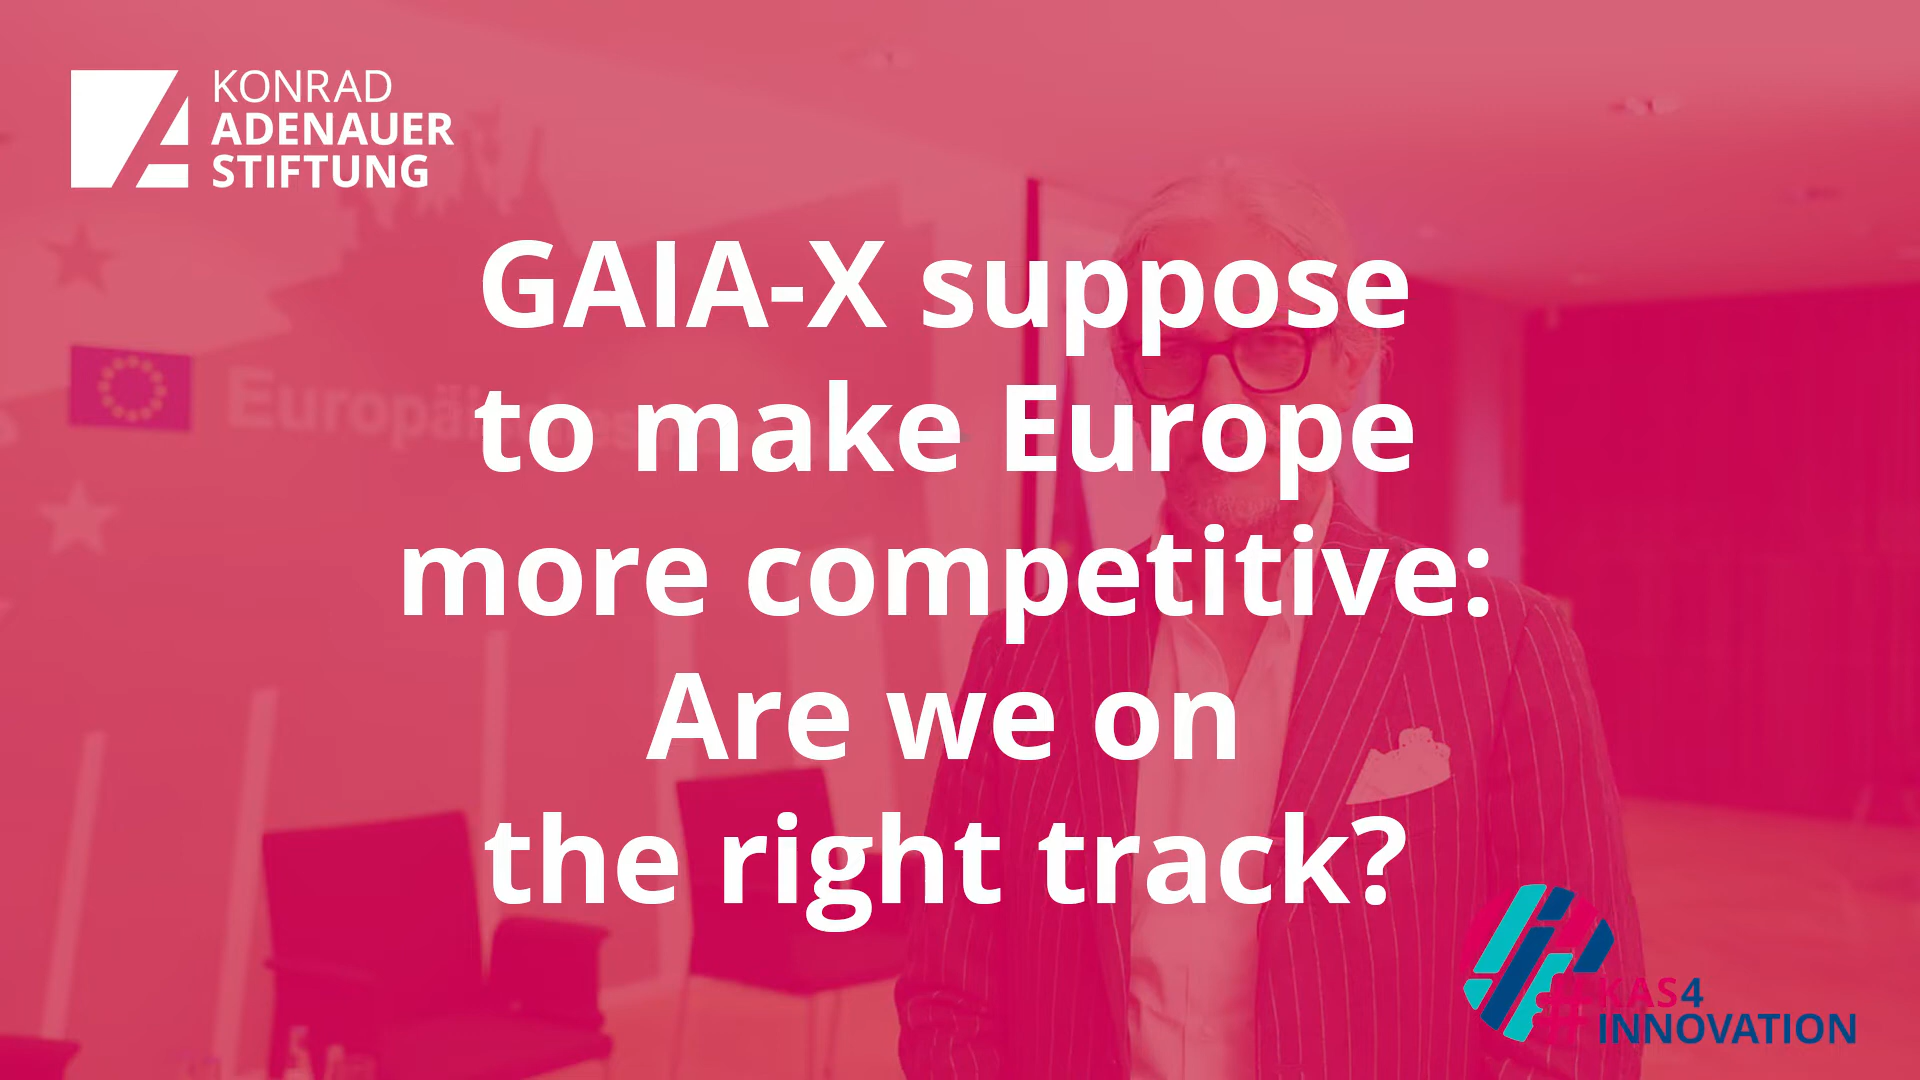 KONRAD
ADENAUER
STIFTUNG
GAIA-X suppose
to make Europe
more competitive:
Are we on
the right track?
#KAS4
INNOVATION